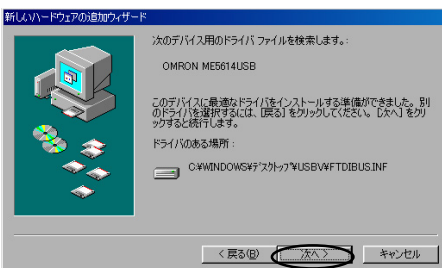 新しいハードウェアの追加ウィザード
次のデバイス用のドライバ ファイルを検索します。:
OMRON ME5614USB
このデバイスに最適なドライバをインストールする準備ができました。別
のドライバを選択するには、[戻る] をクリックしてください。[次へ] をクリ
ックすると続行します。
ドライバのある場所:
C:¥WINDOWS¥デスクトップ¥USBV¥FTDIBUS.INF
< 戻る(B)
次へ >
キャンセル